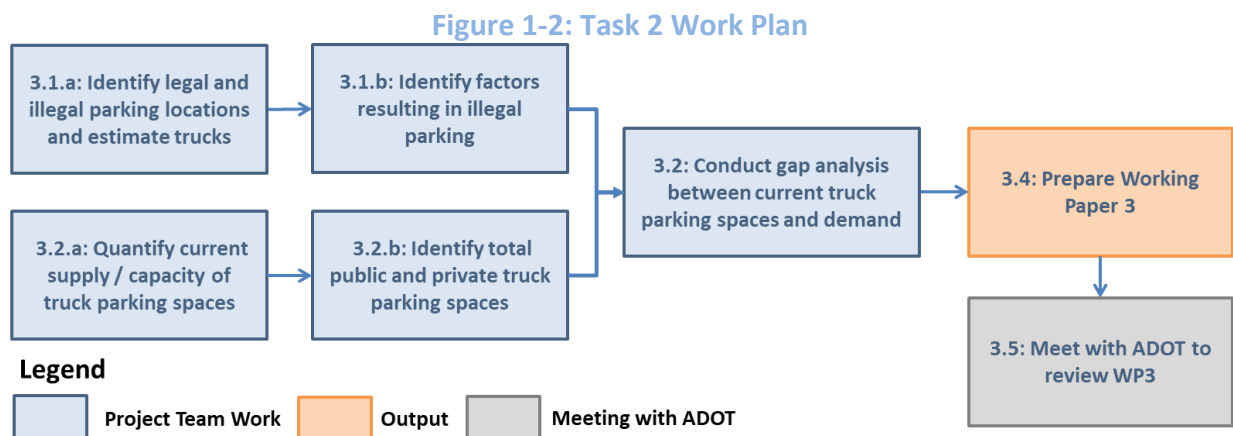 Figure 1-2: Task 2 Work Plan
3.1.a: Identify legal and
illegal parking locations
and estimate trucks
3.1.b: Identify factors
resulting in illegal
parking
3.2.a: Quantify current
supply / capacity of
truck parking spaces
3.2.b: Identify total
public and private truck
parking spaces
3.2: Conduct gap analysis
between current truck
parking spaces and demand
3.4: Prepare Working
Paper 3
3.5: Meet with ADOT to
review WP3
Legend
Project Team Work
Output
Meeting with ADOT